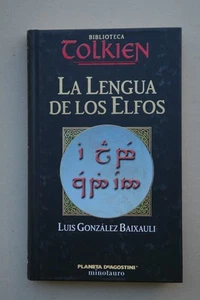 BIBLIOTECA
TOLKIEN
LA LENGUA
DE LOS ELFOS
LUIS GONZÁLEZ BAIXAULI
PLANETA DEAGOSTINI
minotauro